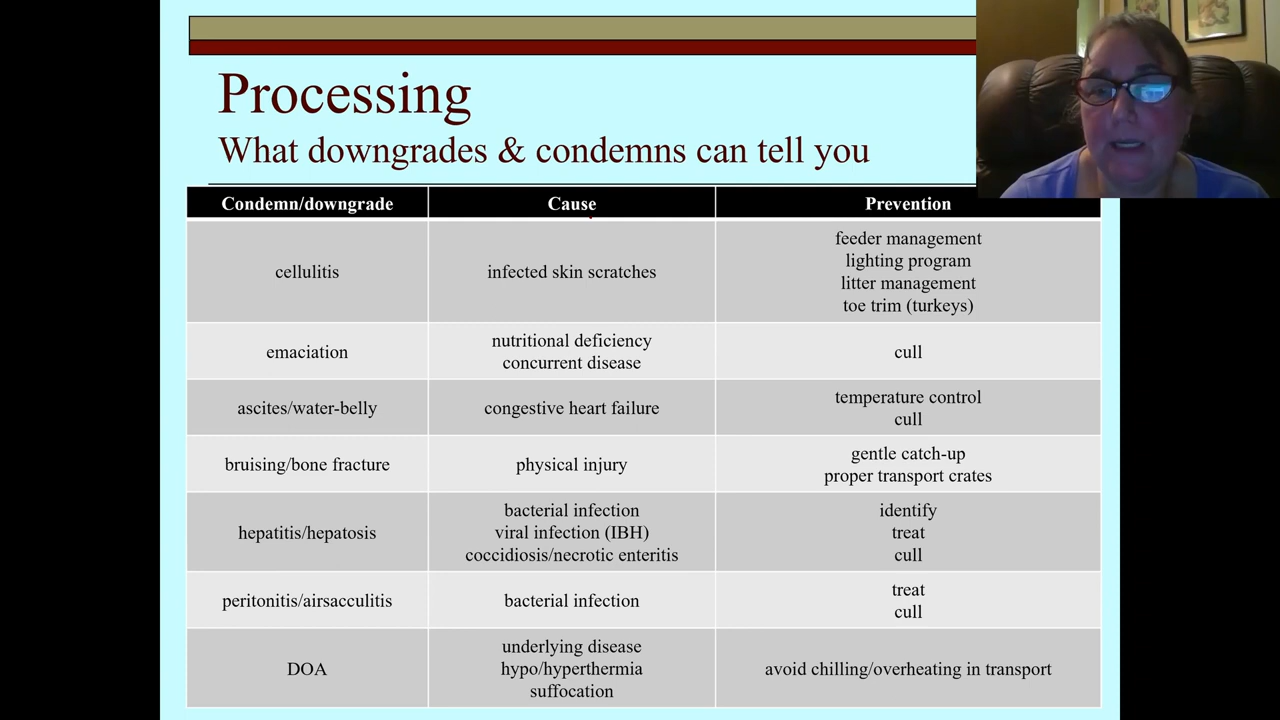 Processing
What downgrades & condemns can tell you
Condemn/downgrade
Cause
Prevention
cellulitis
infected skin scratches
feeder management
lighting program
litter management
toe trim (turkeys)
emaciation
nutritional deficiency
concurrent disease
cull
ascites/water-belly
congestive heart failure
temperature control
cull
bruising/bone fracture
physical injury
gentle catch-up
proper transport crates
hepatitis/hepatosis
bacterial infection
viral infection (IBH)
coccidiosis/necrotic enteritis
identify
treat
cull
peritonitis/airsacculitis
bacterial infection
treat
cull
DOA
underlying disease
hypo/hyperthermia
suffocation
avoid chilling/overheating in transport